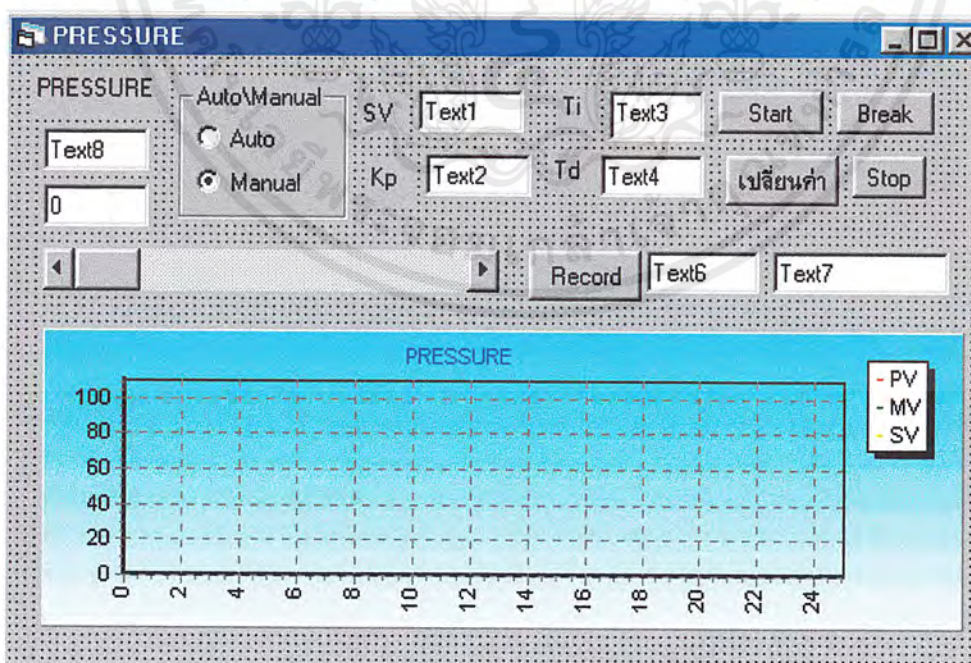 PRESSURE
PRESSURE
Auto\Manual
Auto
Manual
Text8
0
SV
Text1
Ti
Text3
Start
Break
Kp
Text2
Td
Text4
เปลี่ยนค่า
Stop
Record
Text6
Text7
PRESSURE
100
80
60
40
20
0
0 2 4 6 8 10 12 14 16 18 20 22 24
PV
MV
SV